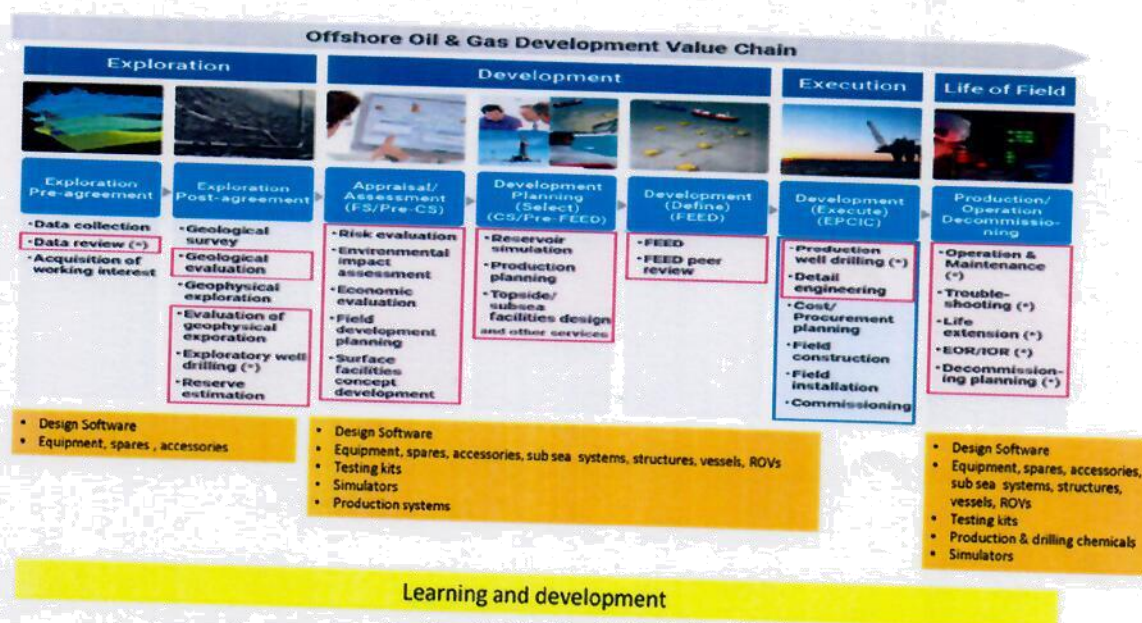 Offshore Oil & Gas Development Value Chain
Exploration
Development
Execution
Life of Field
Exploration
Pre-agreement
Exploration
Post-agreement
Appraisal/
Assessment
(FS/Pre-CS)
Development
Planning
(Select)
(CS/Pre-FEED)
Development
(Define)
(FEED)
Development
(Execute)
(EPCIC)
Production/
Operation
Decommissio-
ning
•Data collection
•Data review (*)
•Acquisition of
working interest
•Geological
survey
•Geological
evaluation
•Geophysical
exploration
•Evaluation of
geophysical
exporation
•Exploratory well
drilling (*)
•Reserve
estimation
•Risk evaluation
•Environmental
impact
assessment
•Economic
evaluation
•Field
development
planning
•Surface
facilities
concept
development
•Reservoir
simulation
•Production
planning
•Topside/
subsea
facilities design
and other services
•FEED
•FEED peer
review
•Production
well drilling (*)
•Detail
engineering
•Cost/
Procurement
planning
•Field
construction
•Field
installation
•Commissioning
•Operation &
Maintenance
(*)
•Trouble-
shooting (*)
•Life
extension (*)
•EOR/IOR (*)
•Decommission-
ing planning (*)
• Design Software
• Equipment, spares , accessories
• Design Software
• Equipment, spares, accessories, sub sea systems, structures, vessels, ROVs
• Testing kits
• Simulators
• Production systems
• Design Software
• Equipment, spares, accessories,
sub sea systems, structures,
vessels, ROVs
• Testing kits
• Production & drilling chemicals
• Simulators
Learning and development